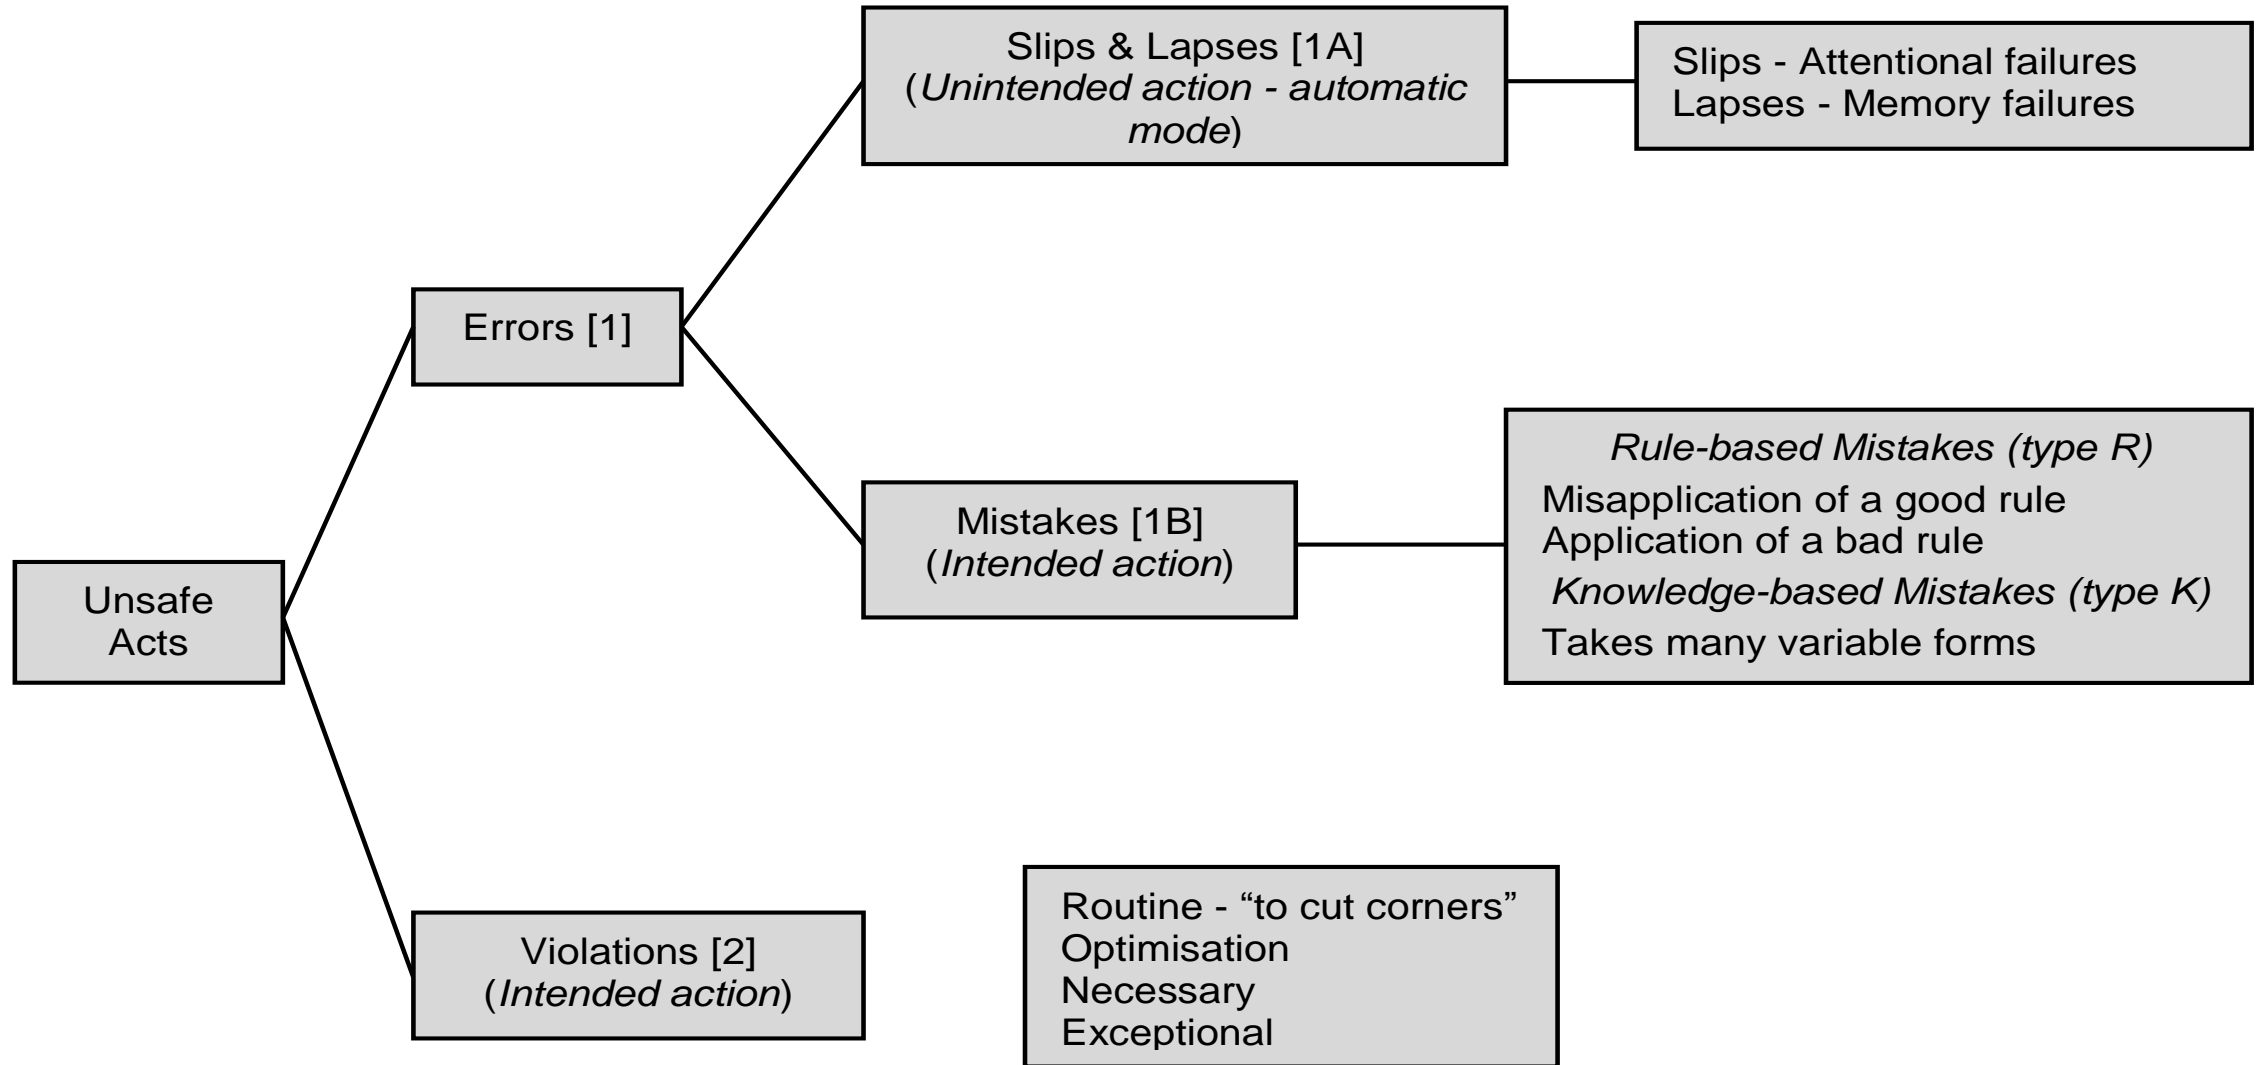 Slips & Lapses [1A]
(Unintended action - automatic
mode)
Slips - Attentional failures
Lapses - Memory failures
Errors [1]
Rule-based Mistakes (type R)
Misapplication of a good rule
Application of a bad rule
Knowledge-based Mistakes (type K)
Takes many variable forms
Mistakes [1B]
(Intended action)
Unsafe
Acts
Violations [2]
(Intended action)
Routine - “to cut corners”
Optimisation
Necessary
Exceptional